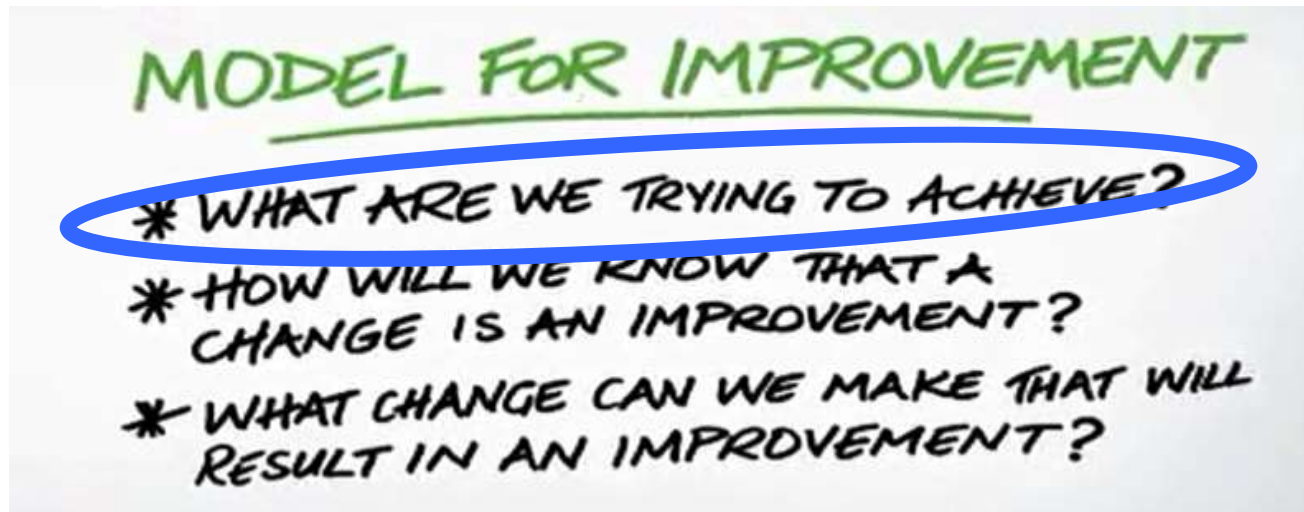 MODEL FOR IMPROVEMENT
* WHAT ARE WE TRYING TO ACHIEVE?
* HOW WILL WE KNOW THAT A
CHANGE IS AN IMPROVEMENT?
* WHAT CHANGE CAN WE MAKE THAT WILL
RESULT IN AN IMPROVEMENT?